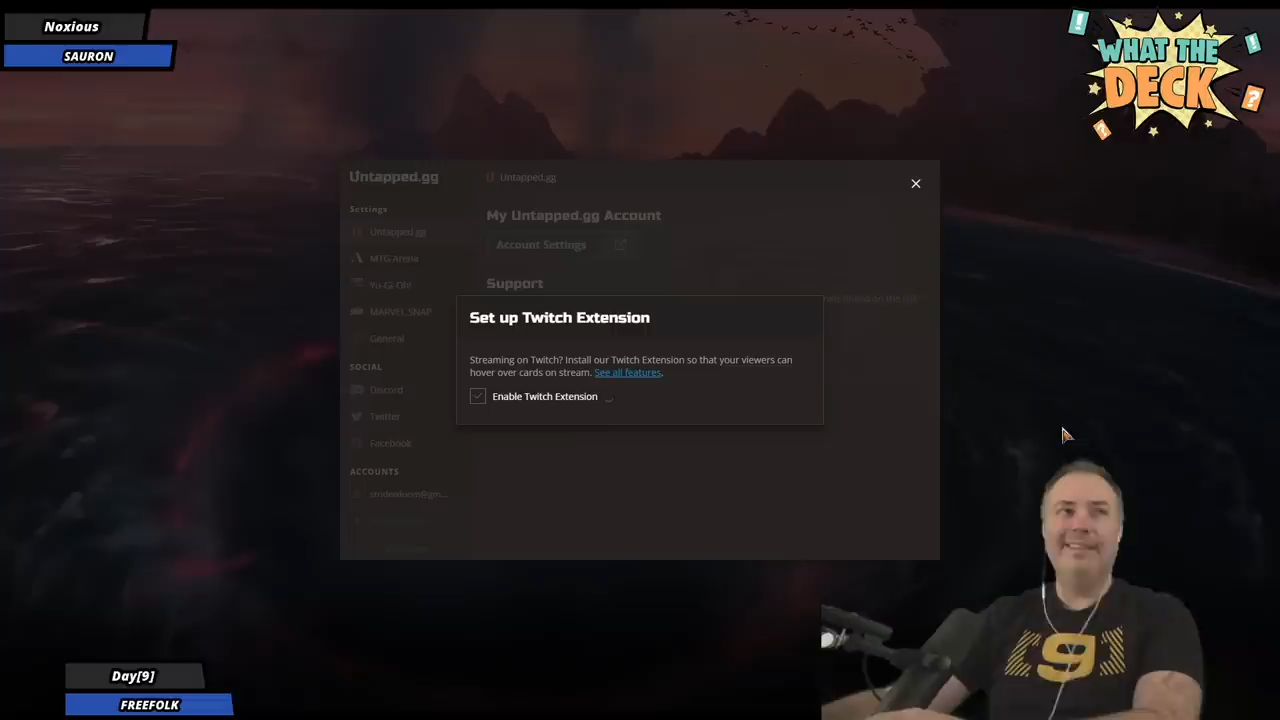 Noxious
SAURON
WHAT THE
DECK
Untapped.gg
Untapped.gg
Settings
My Untapped.gg Account
Untapped.gg
Account Settings
MTG Arena
Yu-Gi-Oh!
Support
MARVEL SNAP
Set up Twitch Extension
General
Streaming on Twitch? Install our Twitch Extension so that your viewers can
hover over cards on stream. See all features.
SOCIAL
Discord
Enable Twitch Extension
Twitter
Facebook
ACCOUNTS
9
Day[9]
FREEFOLK